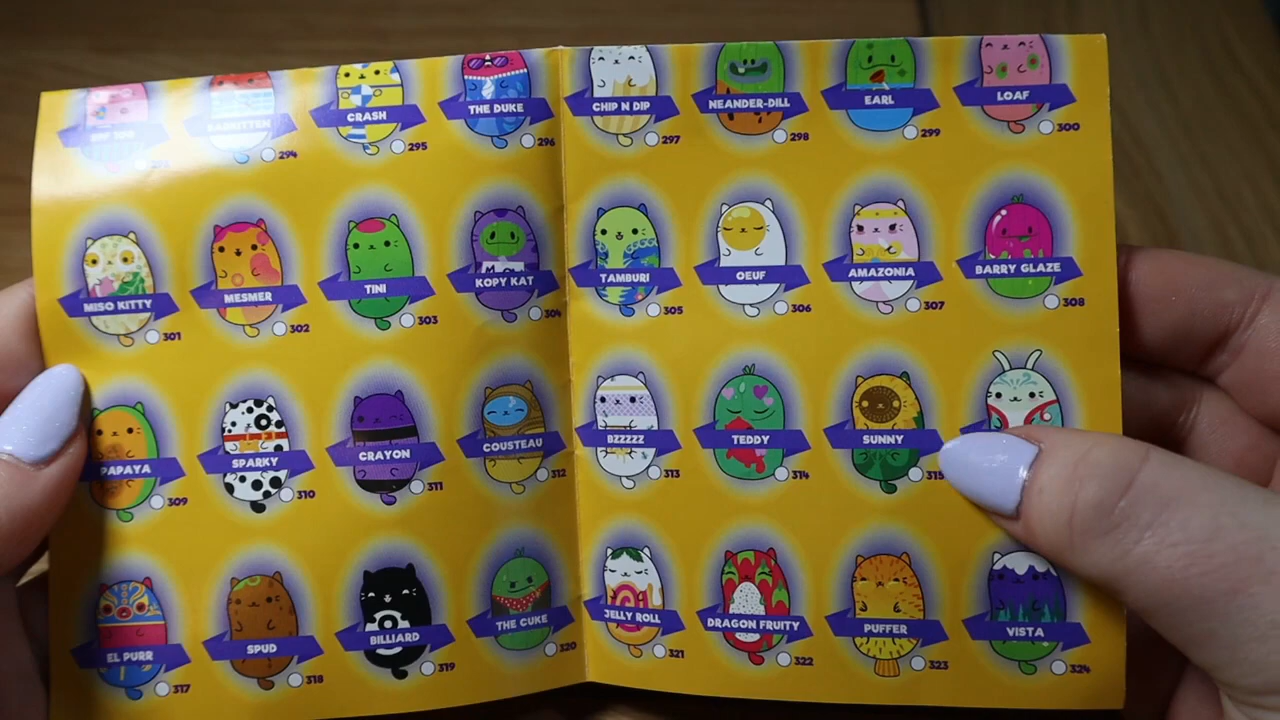 CRASH
295
THE DUKE
296
CHIP N DIP
297
NEANDER-DILL
298
EARL
299
LOAF
300
294
MISO KITTY
301
MESMER
302
TINI
303
KOPY KAT
304
TAMBURI
305
OEUF
306
AMAZONIA
307
BARRY GLAZE
308
PAPAYA
309
SPARKY
310
CRAYON
311
COUSTEAU
312
BZZZZZ
313
TEDDY
314
SUNNY
315
EL PURR
317
SPUD
318
BILLIARD
319
THE CUKE
320
JELLY ROLL
321
DRAGON FRUITY
322
PUFFER
323
VISTA
324